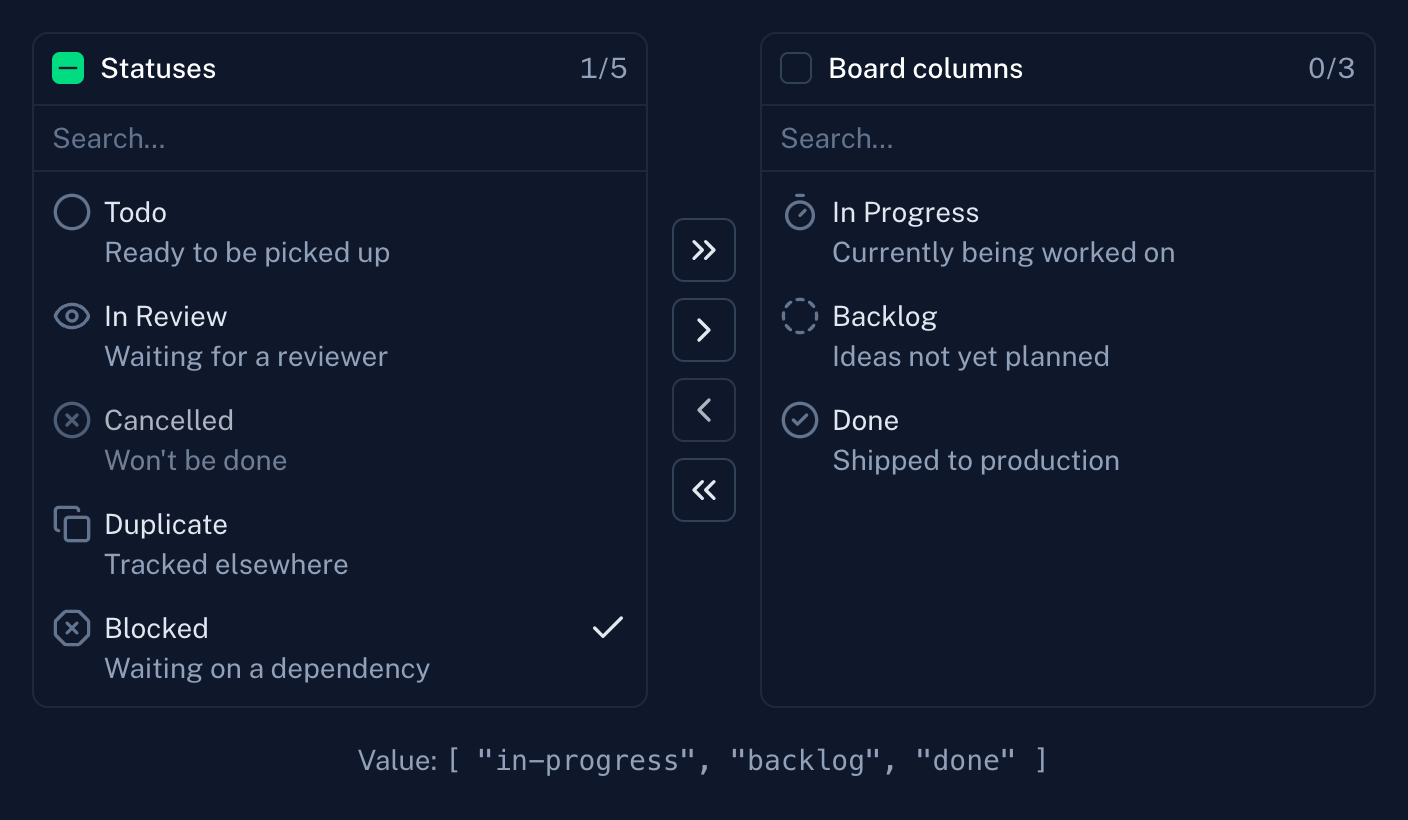 Statuses 1/5
Search...
Todo
Ready to be picked up
In Review
Waiting for a reviewer
Cancelled
Won't be done
Duplicate
Tracked elsewhere
Blocked
Waiting on a dependency
Board columns 0/3
Search...
In Progress
Currently being worked on
Backlog
Ideas not yet planned
Done
Shipped to production
Value: [ "in-progress", "backlog", "done" ]